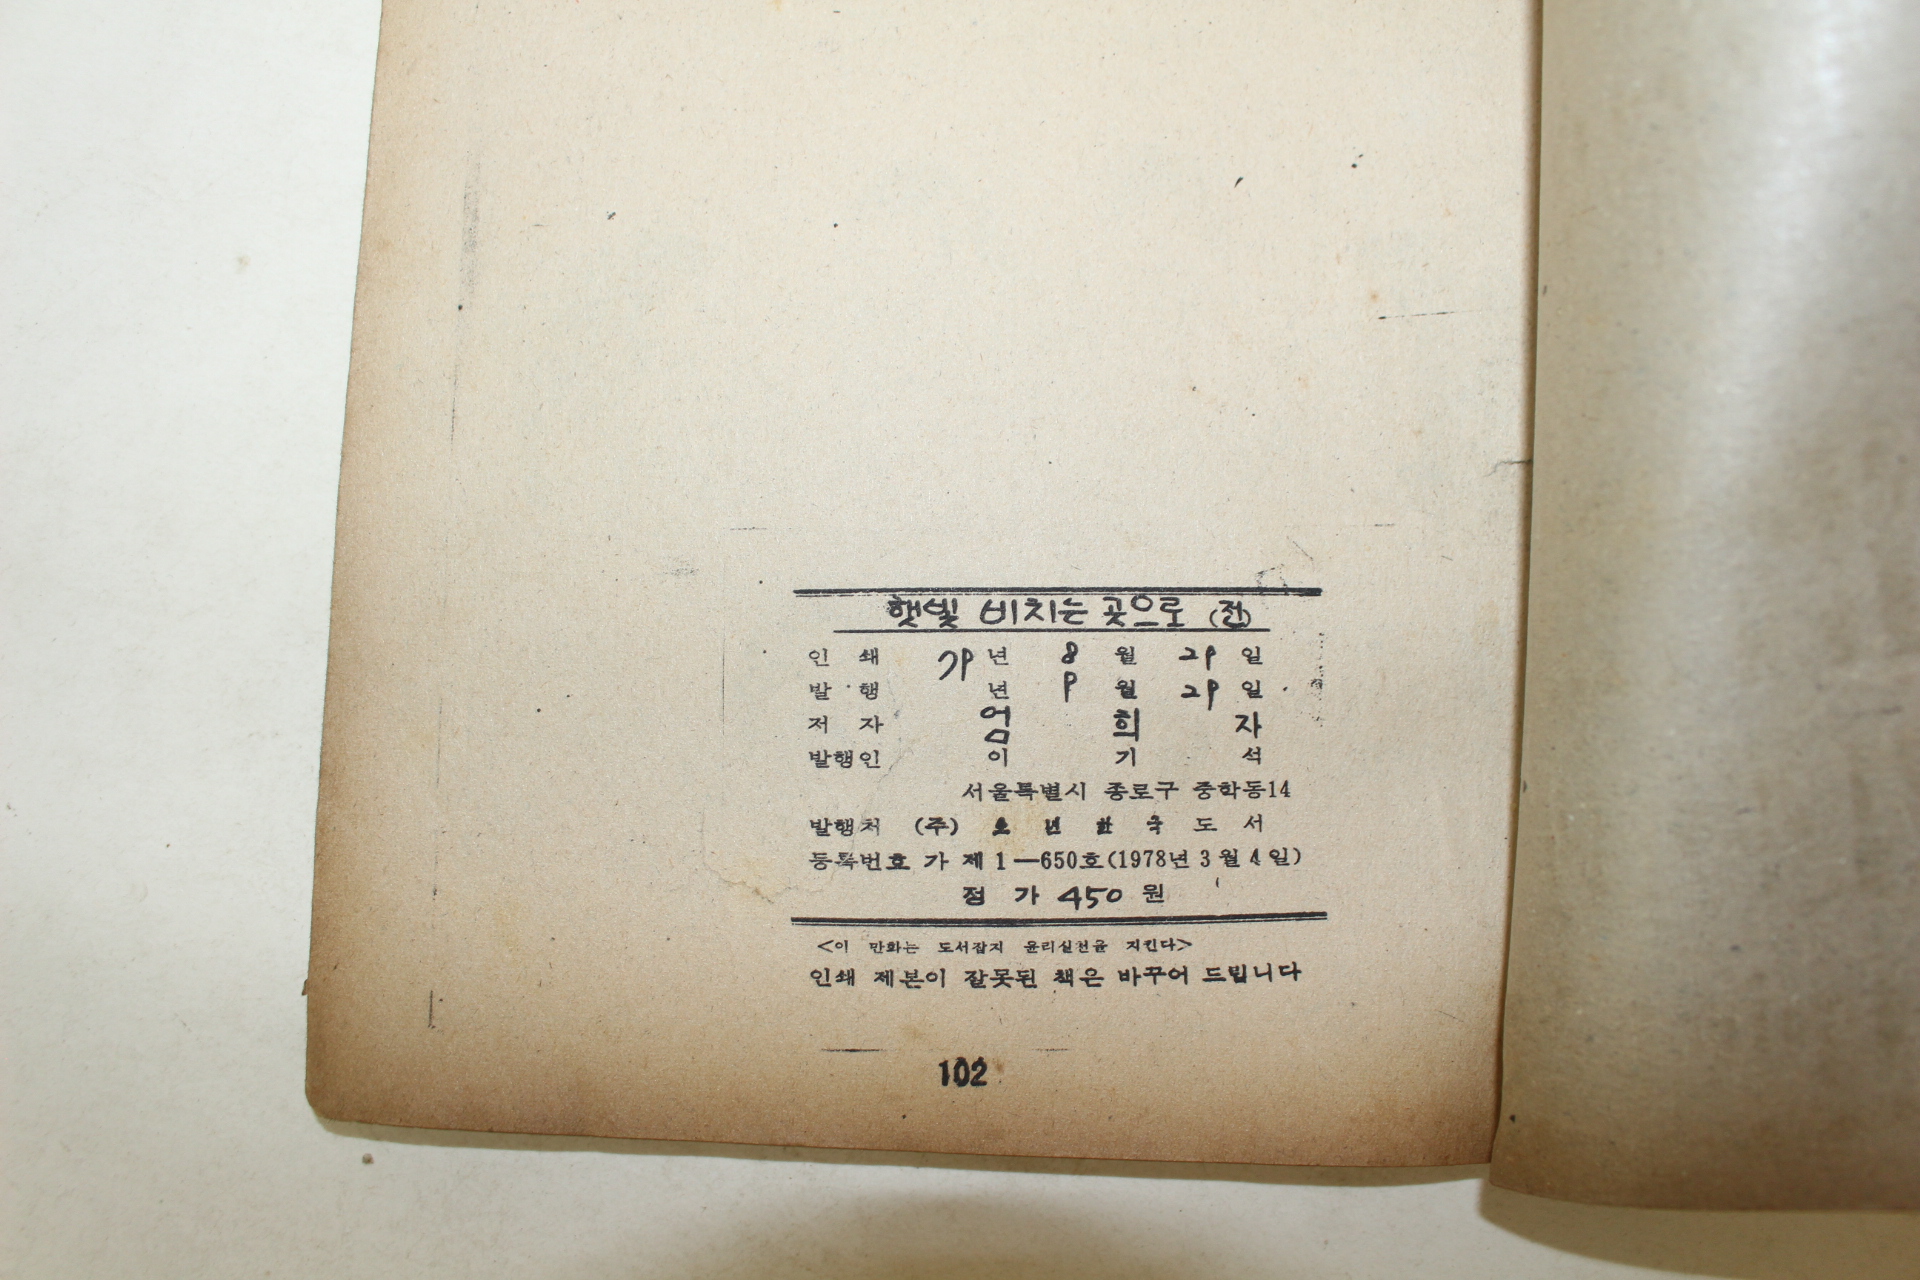 햇빛 비치는 곳으로 (전)
인 쇄 79 년 8 월 29 일
발 행 년 9 월 29 일
저 자 엄 희 자
발행인 이 기 석
서울특별시 종로구 중학동14
발행처 (주) 소 년 한 국 도 서
등록번호 가 제 1—650호(1978년 3 월 4 일)
정 가 450 원
<이 만화는 도서잡지 윤리실천을 지킨다>
인쇄 제본이 잘못된 책은 바꾸어 드립니다
102